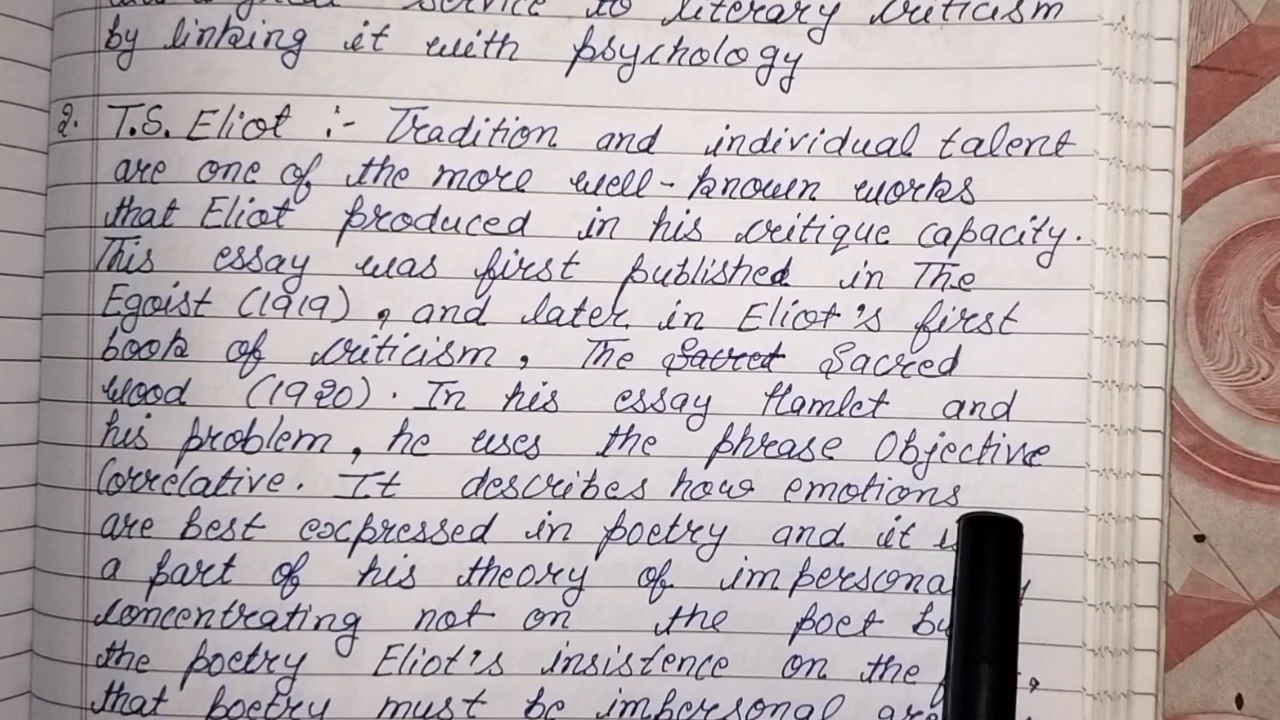 service to literary criticism
by linking it with psychology
2. T.S. Eliot :- Tradition and individual talent
are one of the more well-known works
that Eliot produced in his critique capacity.
This essay was first published in The
Egoist (1919), and later in Eliot's first
book of criticism, The Sacred Sacred
wood (1920). In his essay Hamlet and
his problem, he uses the phrase Objective
Correlative. It describes how emotions
are best expressed in poetry and it
a part of his theory of
concentrating not on the poet
the poetry Eliot's insistence on the
that poetry must be impersonal